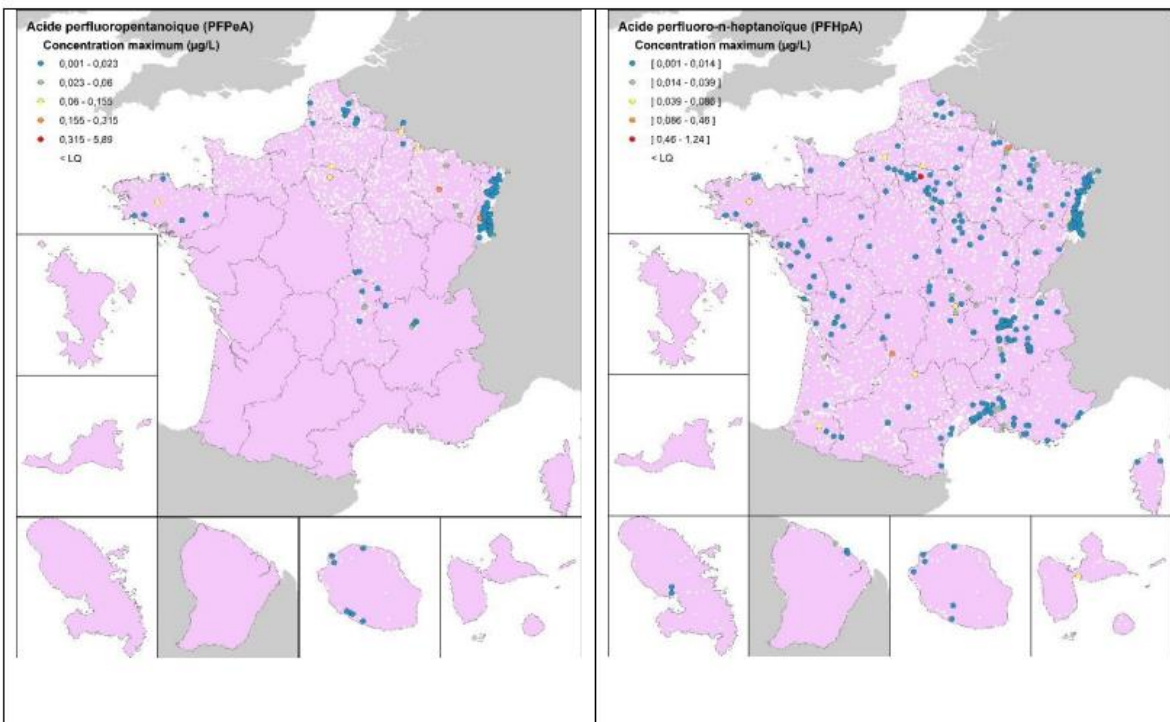 Acide perfluoropentanoique (PFPeA)
Concentration maximum (µg/L)
0,001 - 0,023
0,023 - 0,06
0,06 - 0,155
0,155 - 0,315
0,315 - 5,89
< LQ
Acide perfluoro-n-heptanoïque (PFHpA)
Concentration maximum (µg/L)
] 0,001 - 0,014 ]
] 0,014 - 0,039 ]
] 0,039 - 0,086 ]
] 0,086 - 0,46 ]
] 0,46 - 1,24 ]
< LQ